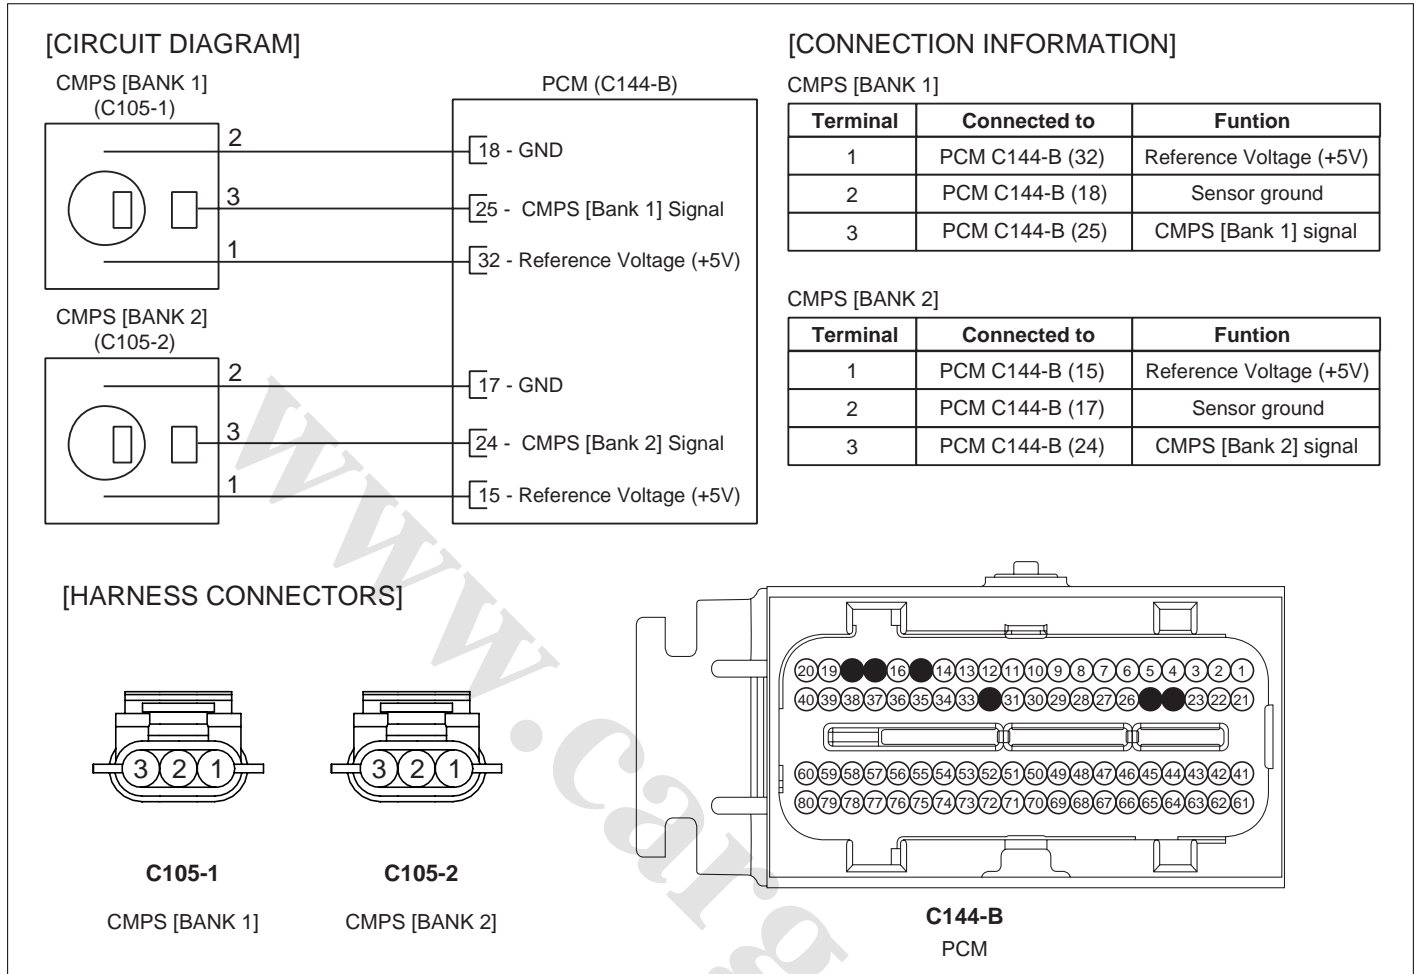 [CIRCUIT DIAGRAM]
CMPS [BANK 1]
(C105-1)
PCM (C144-B)
2
18 - GND
3
25 - CMPS [Bank 1] Signal
1
32 - Reference Voltage (+5V)
CMPS [BANK 2]
(C105-2)
2
17 - GND
3
24 - CMPS [Bank 2] Signal
1
15 - Reference Voltage (+5V)
[CONNECTION INFORMATION]
CMPS [BANK 1]
Terminal Connected to Funtion
1 PCM C144-B (32) Reference Voltage (+5V)
2 PCM C144-B (18) Sensor ground
3 PCM C144-B (25) CMPS [Bank 1] signal
CMPS [BANK 2]
Terminal Connected to Funtion
1 PCM C144-B (15) Reference Voltage (+5V)
2 PCM C144-B (17) Sensor ground
3 PCM C144-B (24) CMPS [Bank 2] signal
[HARNESS CONNECTORS]
3 2 1
C105-1
CMPS [BANK 1]
3 2 1
C105-2
CMPS [BANK 2]
20 19 16 14 13 12 11 10 9 8 7 6 5 4 3 2 1
40 39 38 37 36 35 34 33 31 30 29 28 27 26 23 22 21
60 59 58 57 56 55 54 53 52 51 50 49 48 47 46 45 44 43 42 41
80 79 78 77 76 75 74 73 72 71 70 69 68 67 66 65 64 63 62 61
C144-B
PCM
www.carg